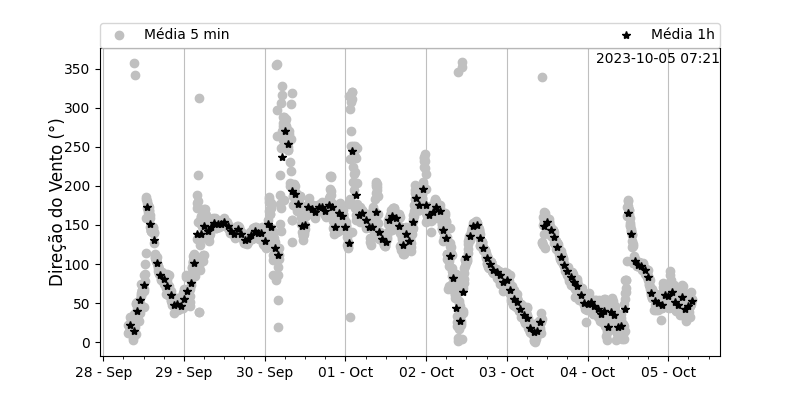 Média 5 min
Média 1h
2023-10-05 07:21
Direção do Vento (°)
350
300
250
200
150
100
50
0
28 - Sep
29 - Sep
30 - Sep
01 - Oct
02 - Oct
03 - Oct
04 - Oct
05 - Oct